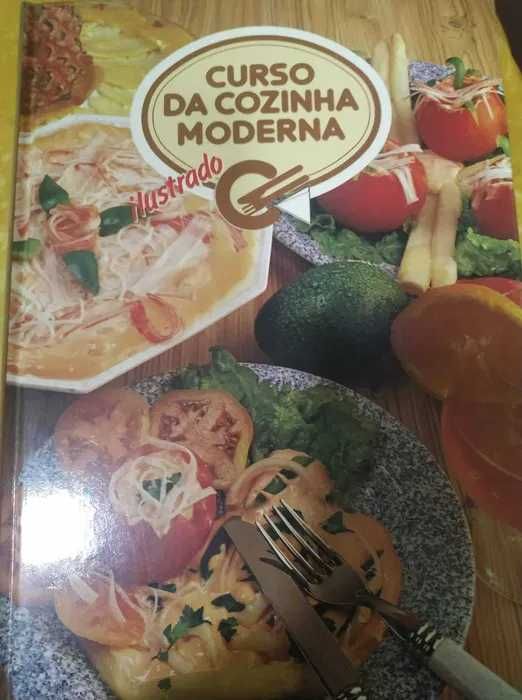 CURSO
DA COZINHA
MODERNA
ilustrado